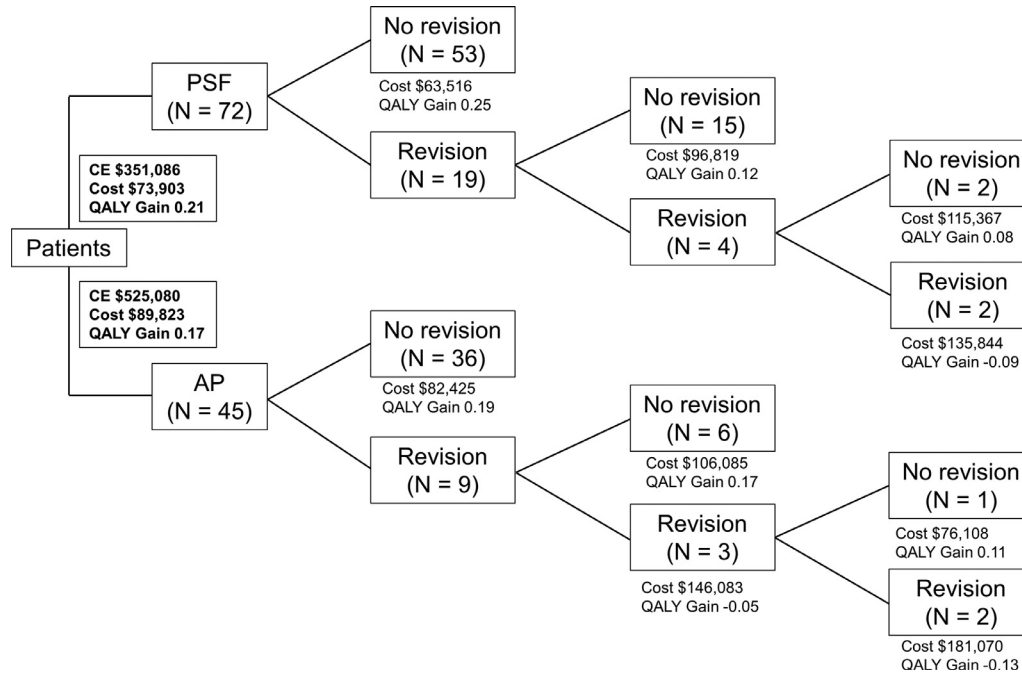 No revision
(N = 53)
Cost $63,516
QALY Gain 0.25
PSF
(N = 72)
Revision
(N = 19)
No revision
(N = 15)
Cost $96,819
QALY Gain 0.12
Revision
(N = 4)
No revision
(N = 2)
Cost $115,367
QALY Gain 0.08
Revision
(N = 2)
Cost $135,844
QALY Gain -0.09
CE $351,086
Cost $73,903
QALY Gain 0.21
Patients
CE $525,080
Cost $89,823
QALY Gain 0.17
AP
(N = 45)
No revision
(N = 36)
Cost $82,425
QALY Gain 0.19
Revision
(N = 9)
No revision
(N = 6)
Cost $106,085
QALY Gain 0.17
Revision
(N = 3)
Cost $146,083
QALY Gain -0.05
No revision
(N = 1)
Cost $76,108
QALY Gain 0.11
Revision
(N = 2)
Cost $181,070
QALY Gain -0.13